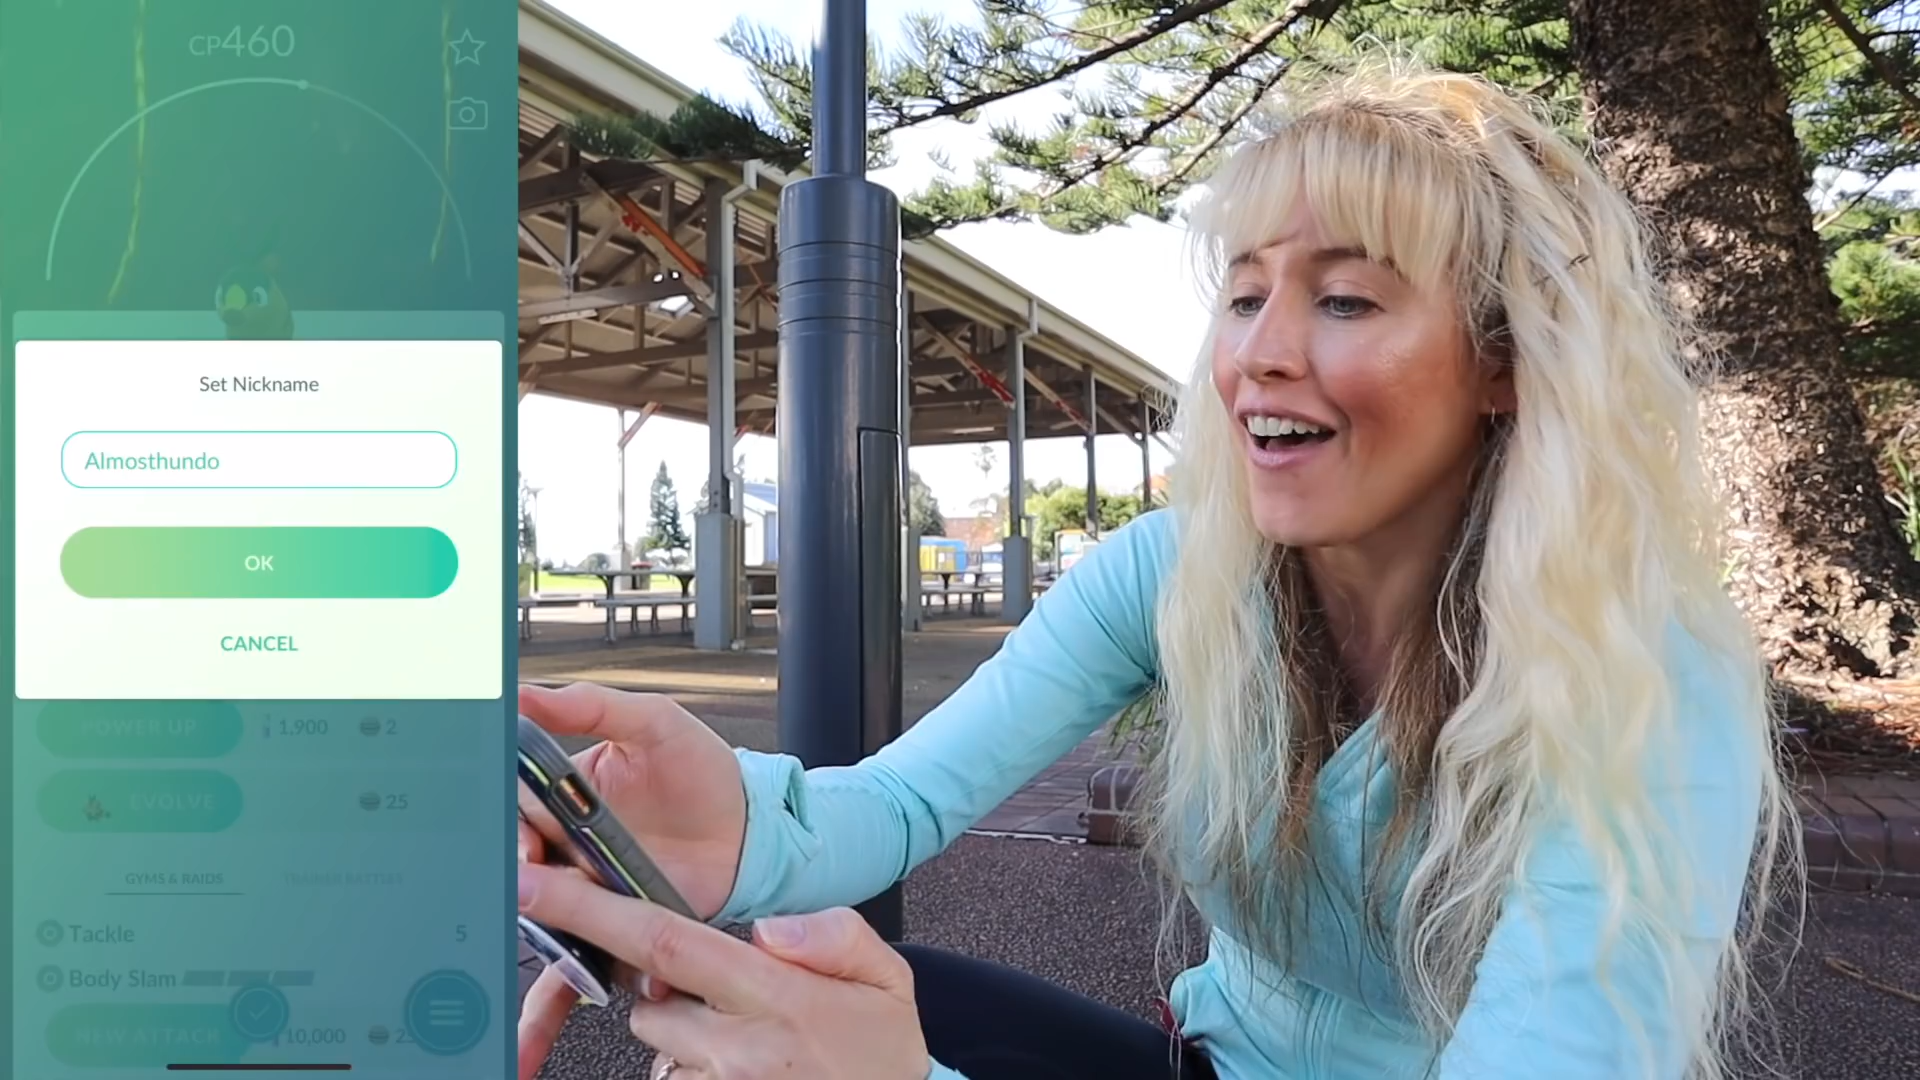 CP460
Set Nickname
Almosthundo
OK
CANCEL
POWER UP 1,900 2
EVOLVE 25
GYMS & RAIDS TRAINER BATTLES
Tackle 5
Body Slam
NEW ATTACK 10,000